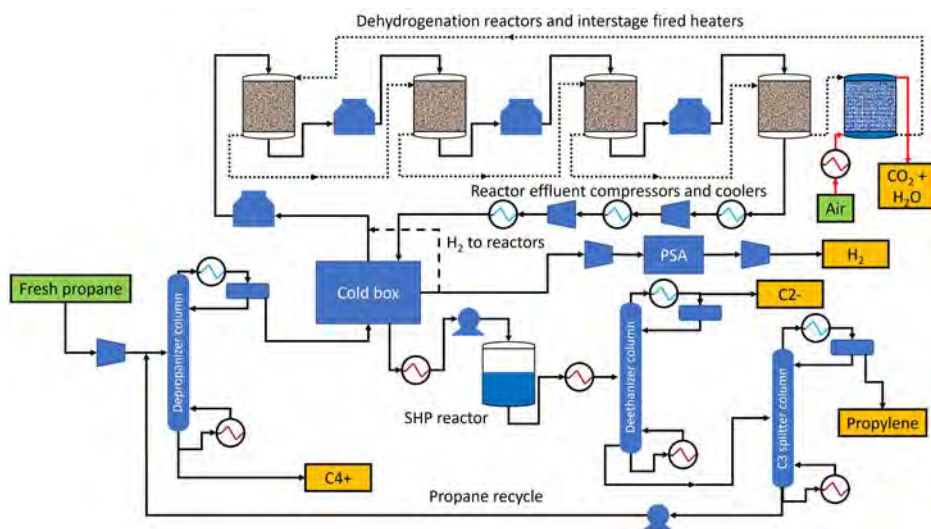 Dehydrogenation reactors and interstage fired heaters
Reactor effluent compressors and coolers
Air
CO₂ +
H₂O
H₂ to reactors
Fresh propane
Depropanizer column
Cold box
PSA
H₂
C2-
Deethanizer column
C3 splitter column
SHP reactor
Propylene
C4+
Propane recycle